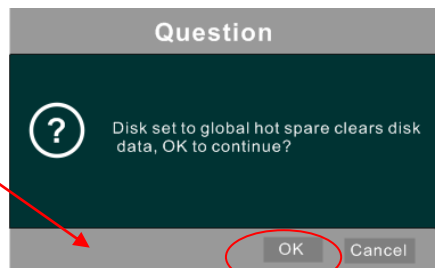 Question
?
Disk set to global hot spare clears disk
data, OK to continue?
OK Cancel